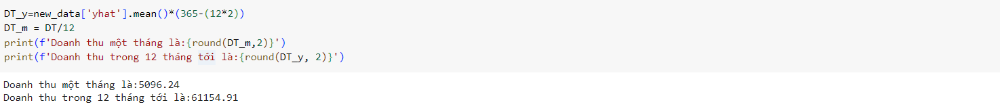 DT_y=new_data['yhat'].mean()*(365-(12*2))
DT_m = DT/12
print(f'Doanh thu một tháng là:{round(DT_m,2)}')
print(f'Doanh thu trong 12 tháng tới là:{round(DT_y, 2)}')
Doanh thu một tháng là:5096.24
Doanh thu trong 12 tháng tới là:61154.91